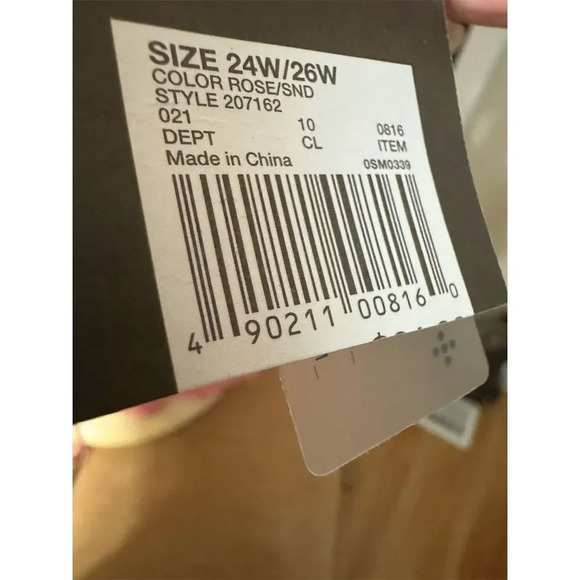 SIZE 24W/26W
COLOR ROSE/SND
STYLE 207162
021 10 0816
DEPT CL ITEM
Made in China 0SM0339
4 90211 00816 0